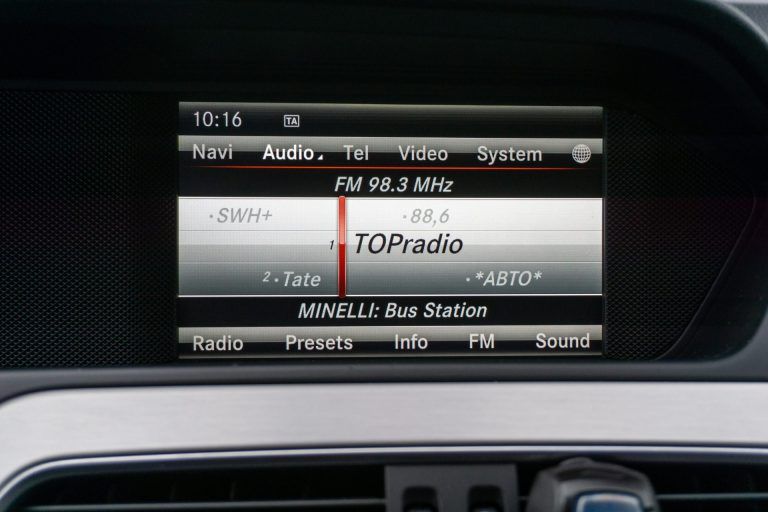 10:16 TA
Navi Audio Tel Video System
FM 98.3 MHz
·SWH+ ·88,6
1 TOPradio
2·Tate ·*ABTO*
MINELLI: Bus Station
Radio Presets Info FM Sound